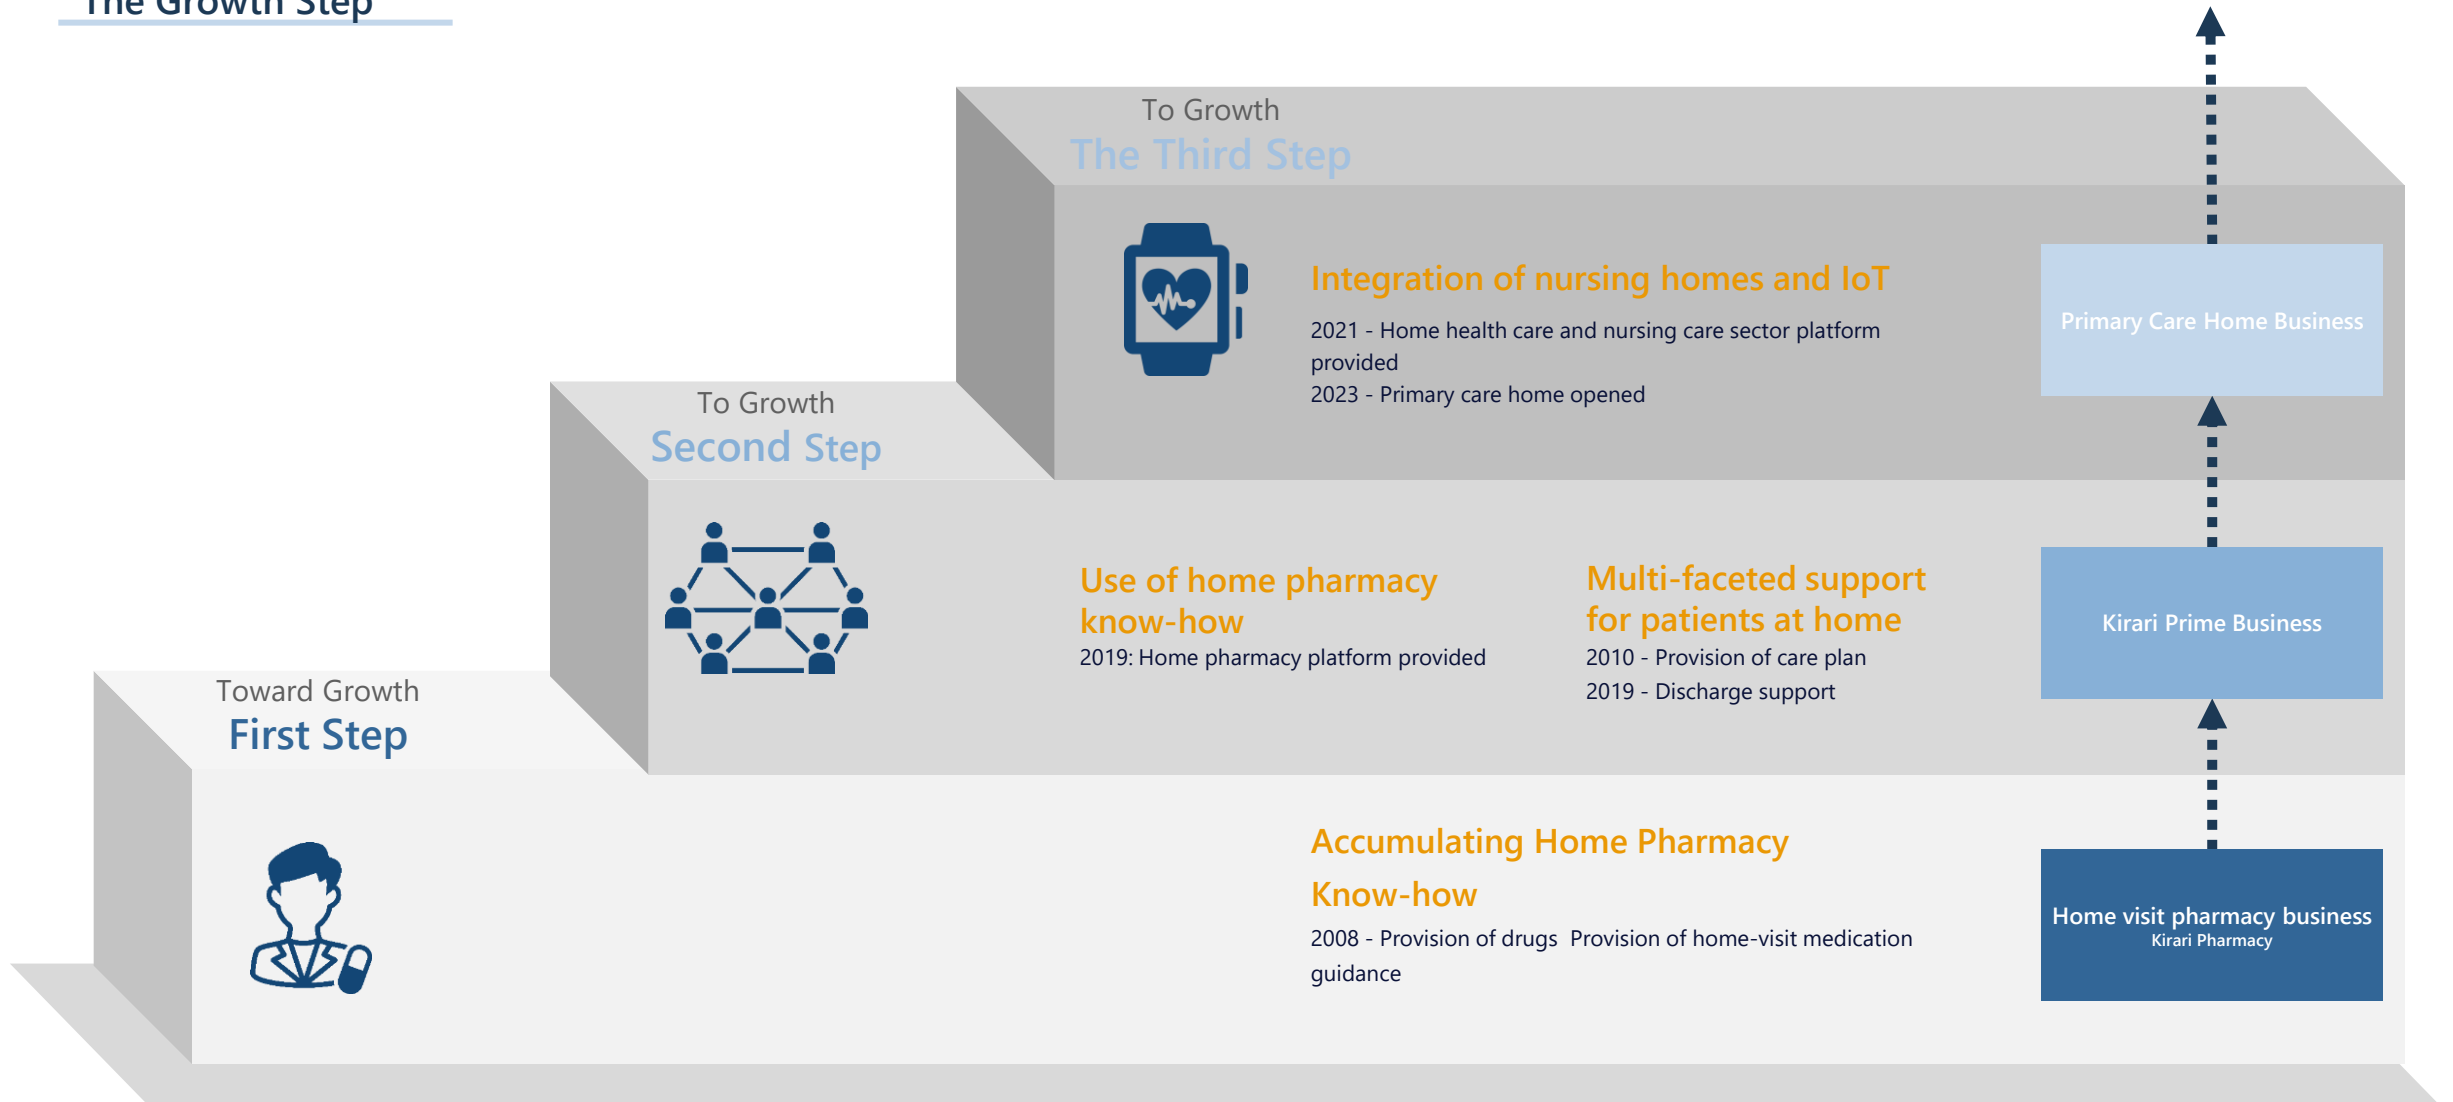 The Growth Step
To Growth
The Third Step
Integration of nursing homes and IoT
2021 - Home health care and nursing care sector platform
provided
2023 - Primary care home opened
Primary Care Home Business
To Growth
Second Step
Use of home pharmacy
know-how
2019: Home pharmacy platform provided
Multi-faceted support
for patients at home
2010 - Provision of care plan
2019 - Discharge support
Kirari Prime Business
Toward Growth
First Step
Accumulating Home Pharmacy
Know-how
2008 - Provision of drugs  Provision of home-visit medication
guidance
Home visit pharmacy business
Kirari Pharmacy